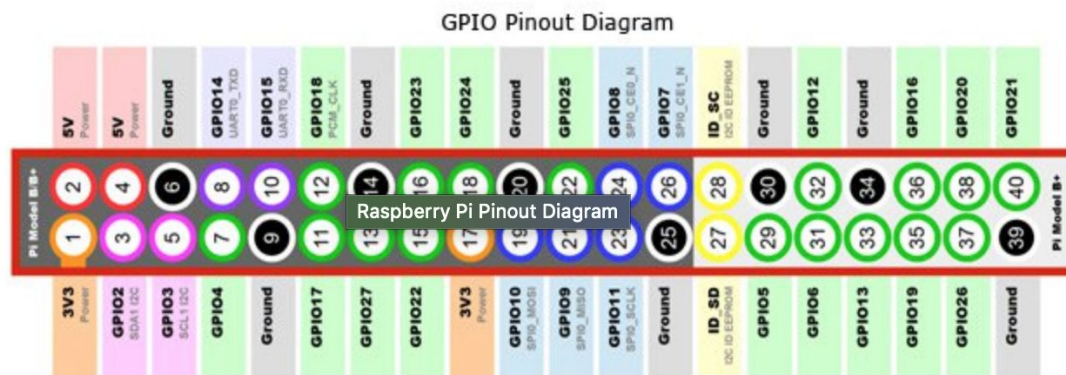 GPIO Pinout Diagram
5V
Power
5V
Power
Ground
GPIO14
UART0_TXD
GPIO15
UART0_RXD
GPIO18
PCM_CLK
Ground
GPIO23
GPIO24
Ground
GPIO25
GPIO8
SPI0_CE0_N
GPIO7
SPI0_CE1_N
ID_SC
I2C ID EEPROM
Ground
GPIO12
Ground
GPIO16
GPIO20
GPIO21
Pi Model B/B+
2 4 6 8 10 12 14 16 18 20 22 24 26 28 30 32 34 36 38 40
Raspberry Pi Pinout Diagram
1 3 5 7 9 11 13 15 17 19 21 23 25 27 29 31 33 35 37 39
Pi Model B+
3V3
Power
GPIO2
SDA1 I2C
GPIO3
SCL1 I2C
GPIO4
Ground
GPIO17
GPIO27
GPIO22
3V3
Power
GPIO10
SPI0_MOSI
GPIO9
SPI0_MISO
GPIO11
SPI0_SCLK
Ground
ID_SD
I2C ID EEPROM
GPIO5
GPIO6
GPIO13
GPIO19
GPIO26
Ground